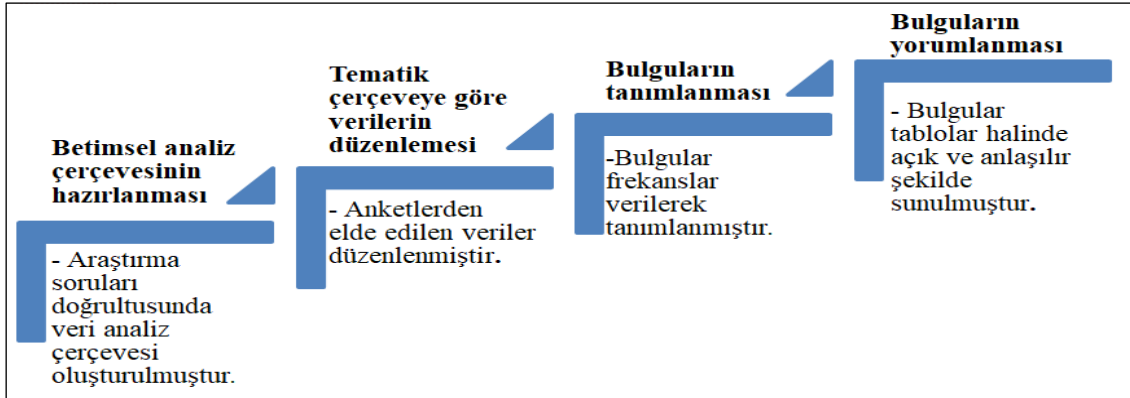 Betimsel analiz
çerçevesinin
hazırlanması
- Araştırma
soruları
doğrultusunda
veri analiz
çerçevesi
oluşturulmuştur.
Tematik
çerçeveye göre
verilerin
düzenlemesi
- Anketlerden
elde edilen veriler
düzenlenmiştir.
Bulguların
tanımlanması
-Bulgular
frekanslar
verilerek
tanımlanmıştır.
Bulguların
yorumlanması
- Bulgular
tablolar halinde
açık ve anlaşılır
şekilde
sunulmuştur.